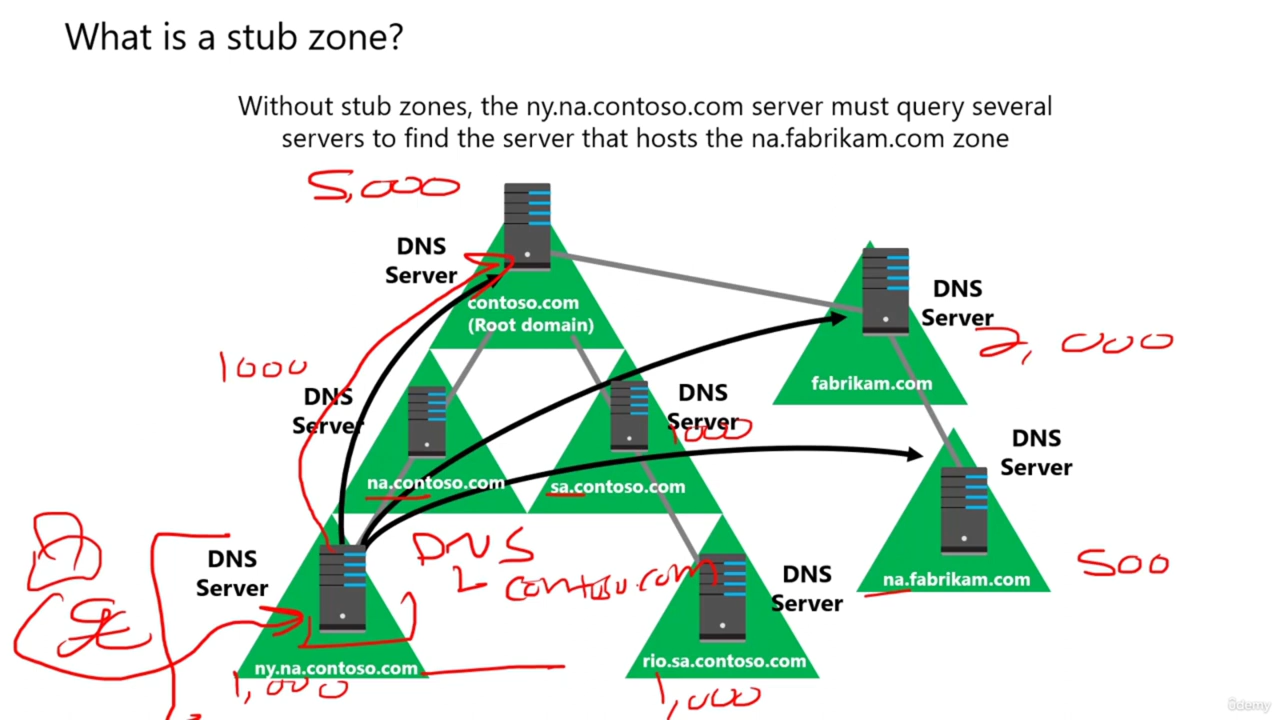 What is a stub zone?
Without stub zones, the ny.na.contoso.com server must query several
servers to find the server that hosts the na.fabrikam.com zone
5,000
DNS
Server
contoso.com
(Root domain)
DNS
Server
2,000
fabrikam.com
1000
DNS
Server
na.contoso.com
DNS
Server
1000
sa.contoso.com
DNS
Server
na.fabrikam.com
500
DNS
Server
ny.na.contoso.com
1,000
DNS
contoso.com
DNS
Server
rio.sa.contoso.com
1,000
ûdemy